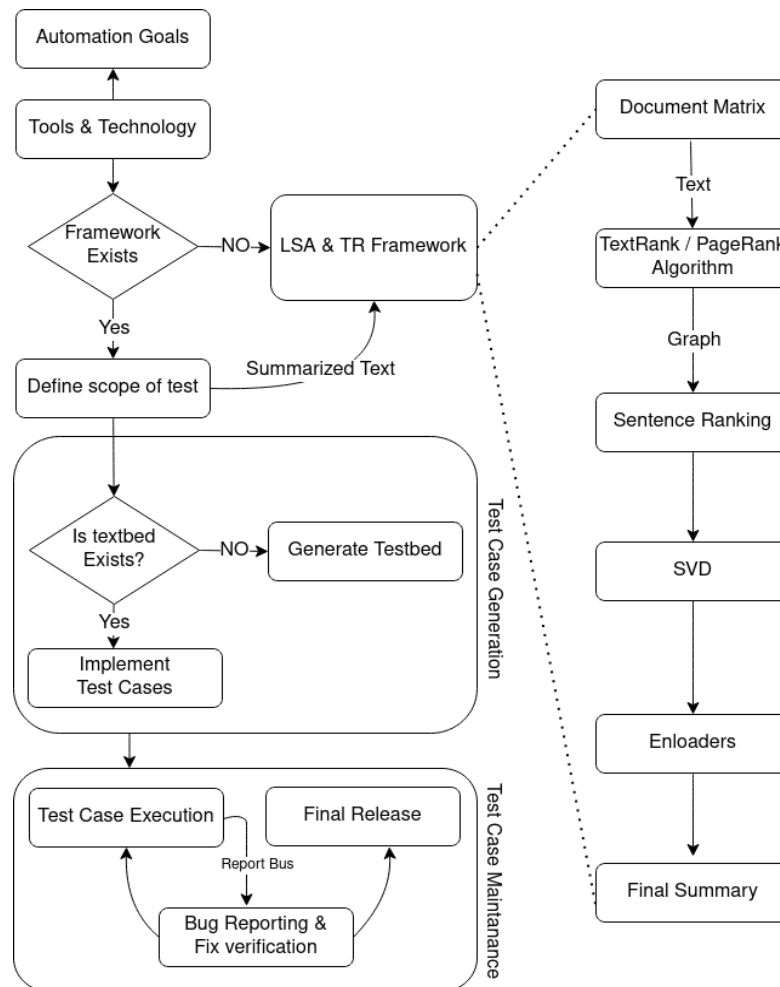 Automation Goals
Tools & Technology
Framework
Exists
NO
LSA & TR Framework
Yes
Define scope of test
Summarized Text
Is textbed
Exists?
NO
Generate Testbed
Yes
Implement
Test Cases
Test Case Generation
Test Case Execution
Final Release
Report Bus
Bug Reporting &
Fix verification
Test Case Maintanance
Document Matrix
Text
TextRank / PageRank
Algorithm
Graph
Sentence Ranking
SVD
Enloaders
Final Summary